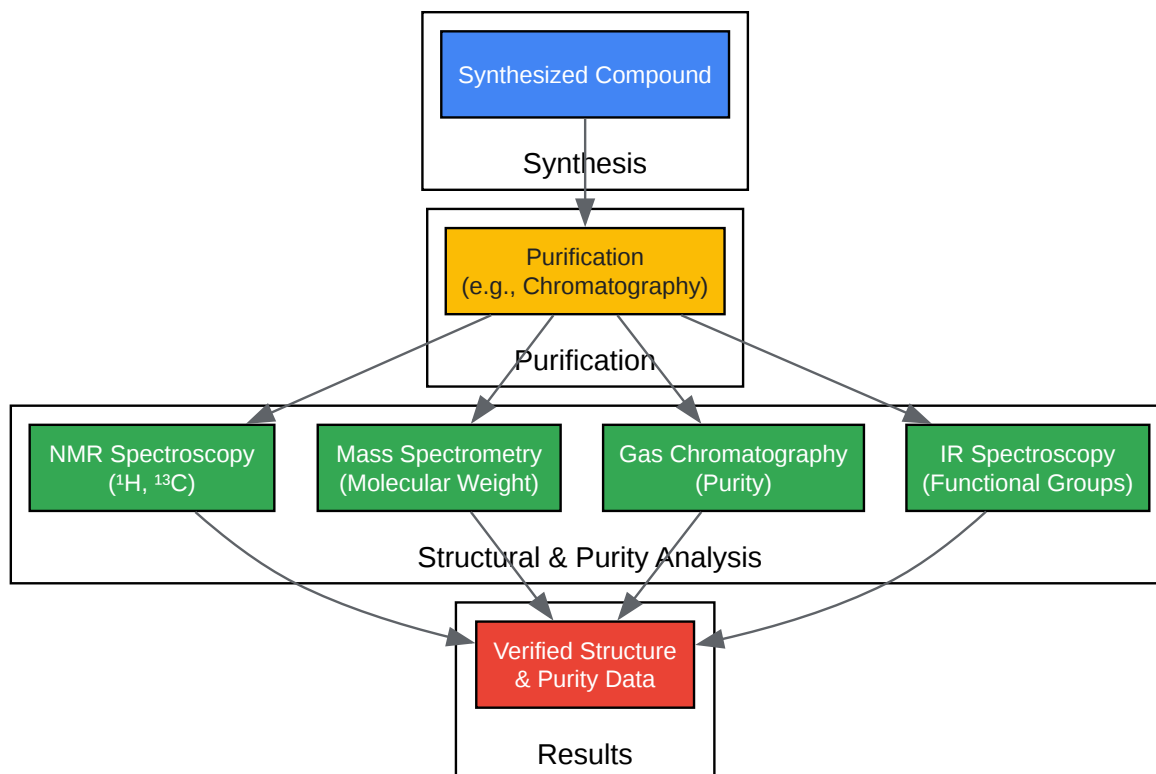 Synthesized Compound
Synthesis
Purification
(e.g., Chromatography)
Purification
NMR Spectroscopy
(¹H, ¹³C)
Mass Spectrometry
(Molecular Weight)
Gas Chromatography
(Purity)
IR Spectroscopy
(Functional Groups)
Structural & Purity Analysis
Verified Structure
& Purity Data
Results